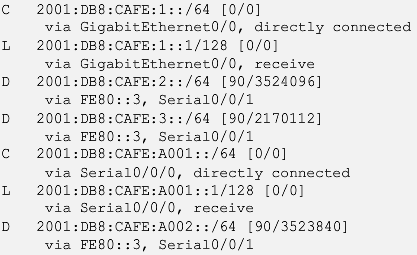 C 2001:DB8:CAFE:1::/64 [0/0]
via GigabitEthernet0/0, directly connected
L 2001:DB8:CAFE:1::1/128 [0/0]
via GigabitEthernet0/0, receive
D 2001:DB8:CAFE:2::/64 [90/3524096]
via FE80::3, Serial0/0/1
D 2001:DB8:CAFE:3::/64 [90/2170112]
via FE80::3, Serial0/0/1
C 2001:DB8:CAFE:A001::/64 [0/0]
via Serial0/0/0, directly connected
L 2001:DB8:CAFE:A001::1/128 [0/0]
via Serial0/0/0, receive
D 2001:DB8:CAFE:A002::/64 [90/3523840]
via FE80::3, Serial0/0/1